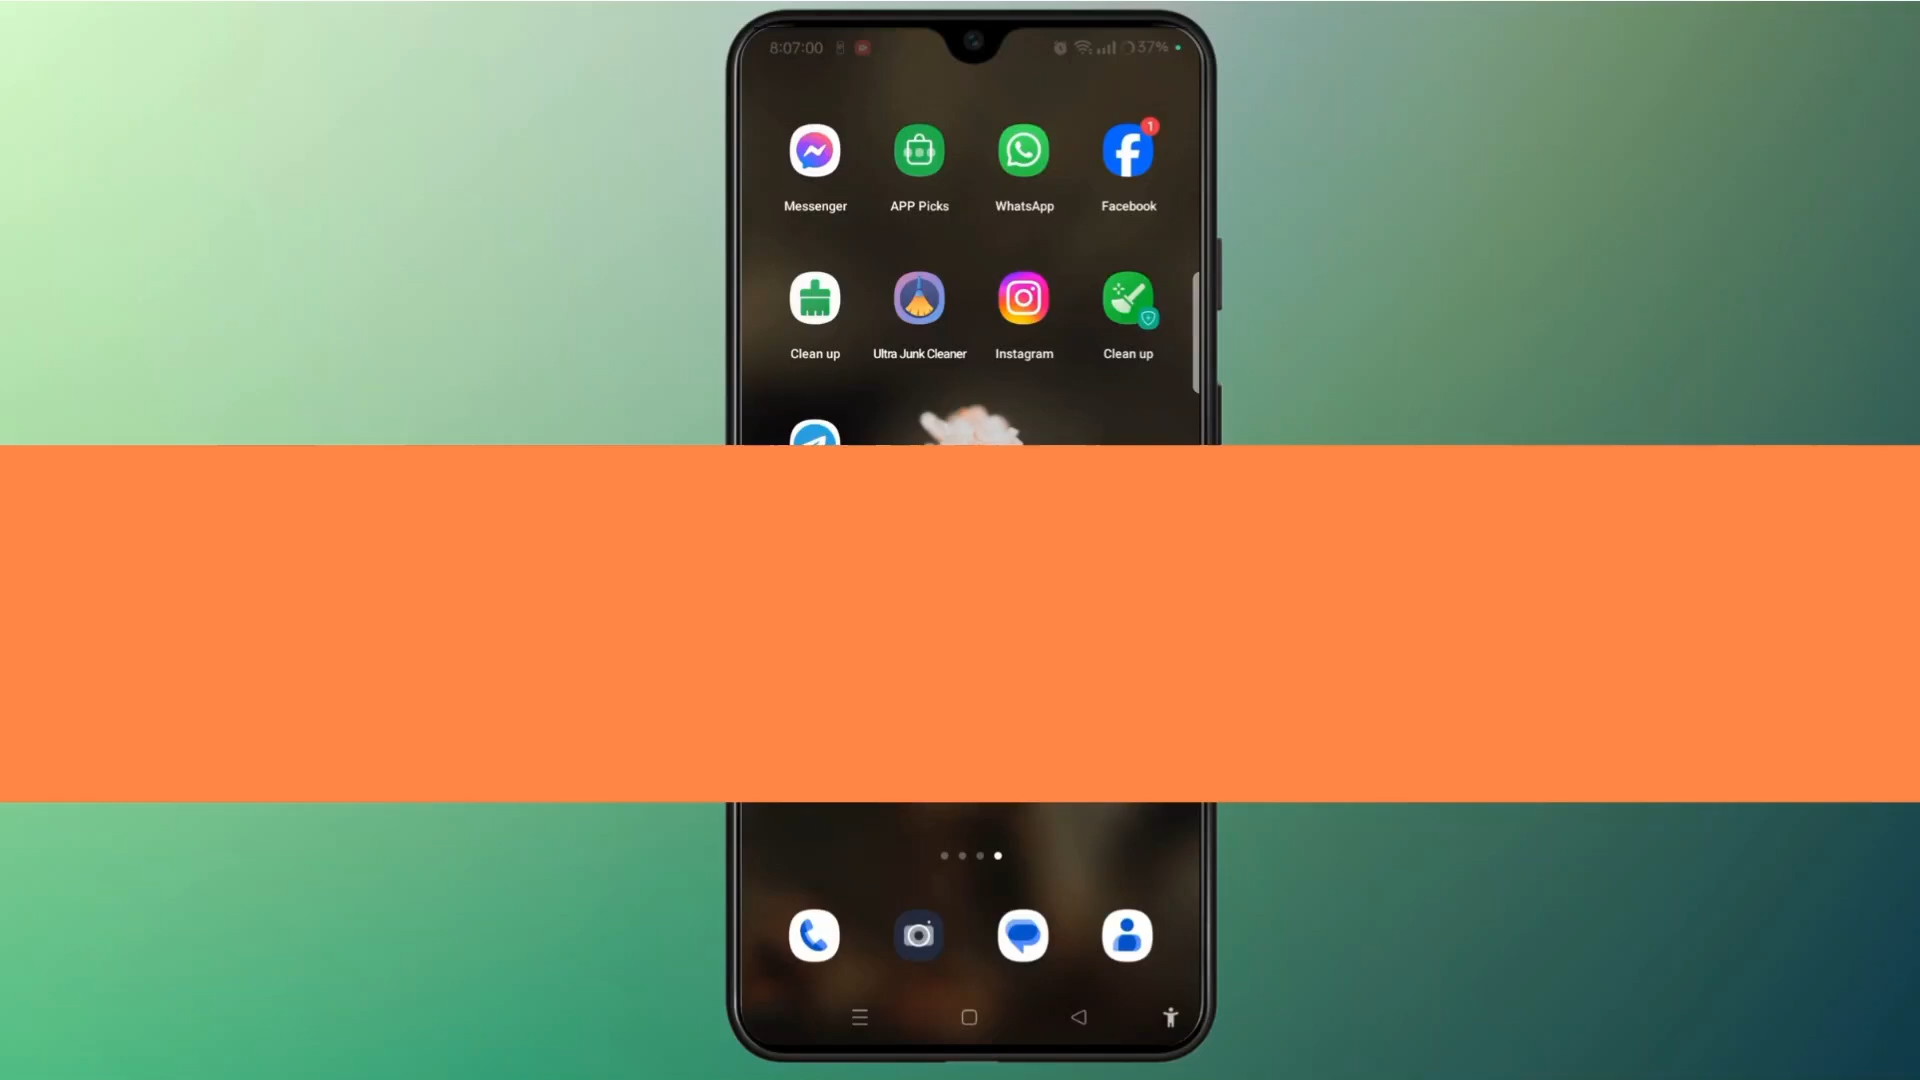 8:07:00 37%
Messenger APP Picks WhatsApp Facebook
1
Clean up Ultra Junk Cleaner Instagram Clean up